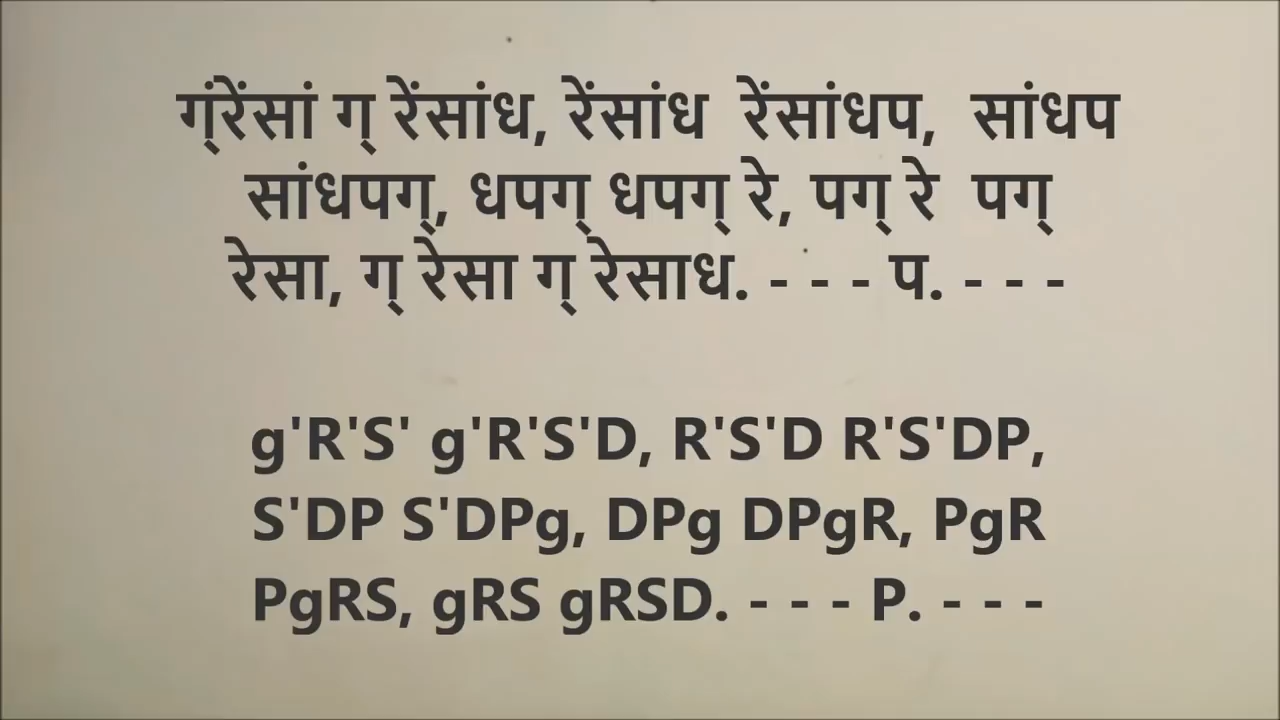 ग्ंरेंसां ग् रेंसांध, रेंसांध रेंसांधप, सांधप
सांधपग्, धपग् धपग् रे, पग् रे पग्
रेसा, ग् रेसा ग् रेसाध. - - - प. - - -
g'R'S' g'R'S'D, R'S'D R'S'DP,
S'DP S'DPg, DPg DPgR, PgR
PgRS, gRS gRSD. - - - P. - - -